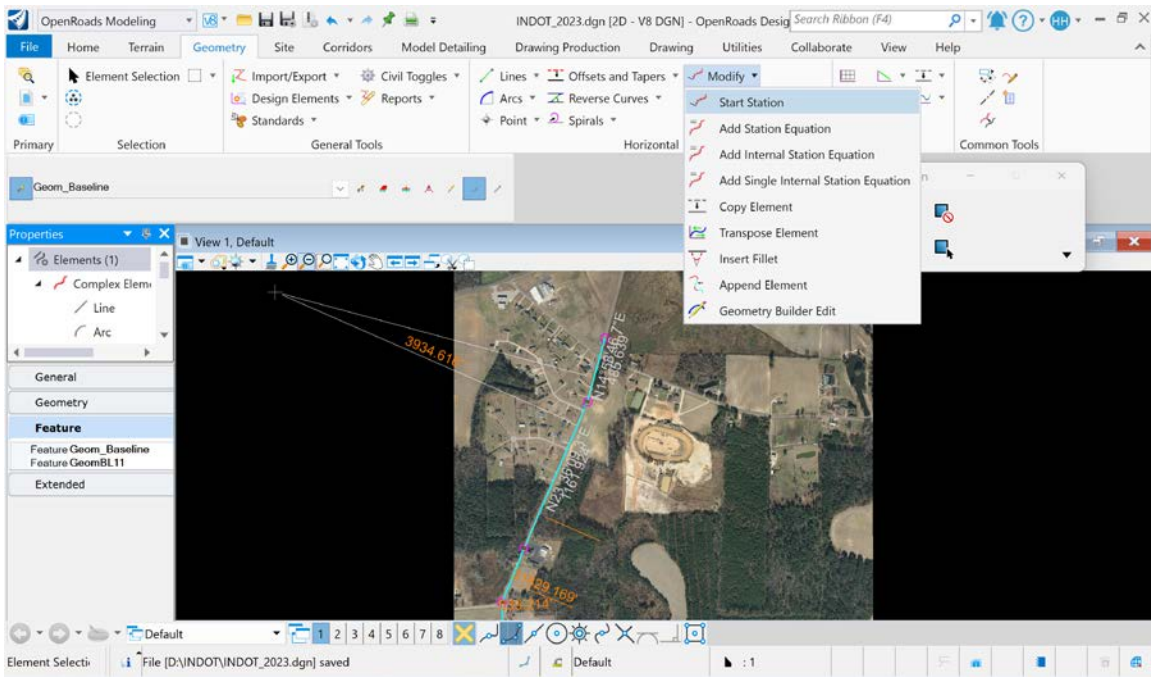 OpenRoads Modeling
INDOT_2023.dgn [2D - V8 DGN] - OpenRoads Desig
Search Ribbon (F4)
HH
File Home Terrain Geometry Site Corridors Model Detailing Drawing Production Drawing Utilities Collaborate View Help
Element Selection Import/Export Civil Toggles Lines Offsets and Tapers Modify
Design Elements Reports Arcs Reverse Curves
Standards Point Spirals
Primary Selection General Tools Horizontal Common Tools
Start Station
Add Station Equation
Add Internal Station Equation
Add Single Internal Station Equation
Copy Element
Transpose Element
Insert Fillet
Append Element
Geometry Builder Edit
Geom_Baseline
Properties
Elements (1)
Complex Elem
Line
Arc
General
Geometry
Feature
Feature Geom_Baseline
Feature GeomBL11
Extended
View 1, Default
3934.616'
Default 1 2 3 4 5 6 7 8
Element Selecti File [D:\INDOT\INDOT_2023.dgn] saved Default : 1